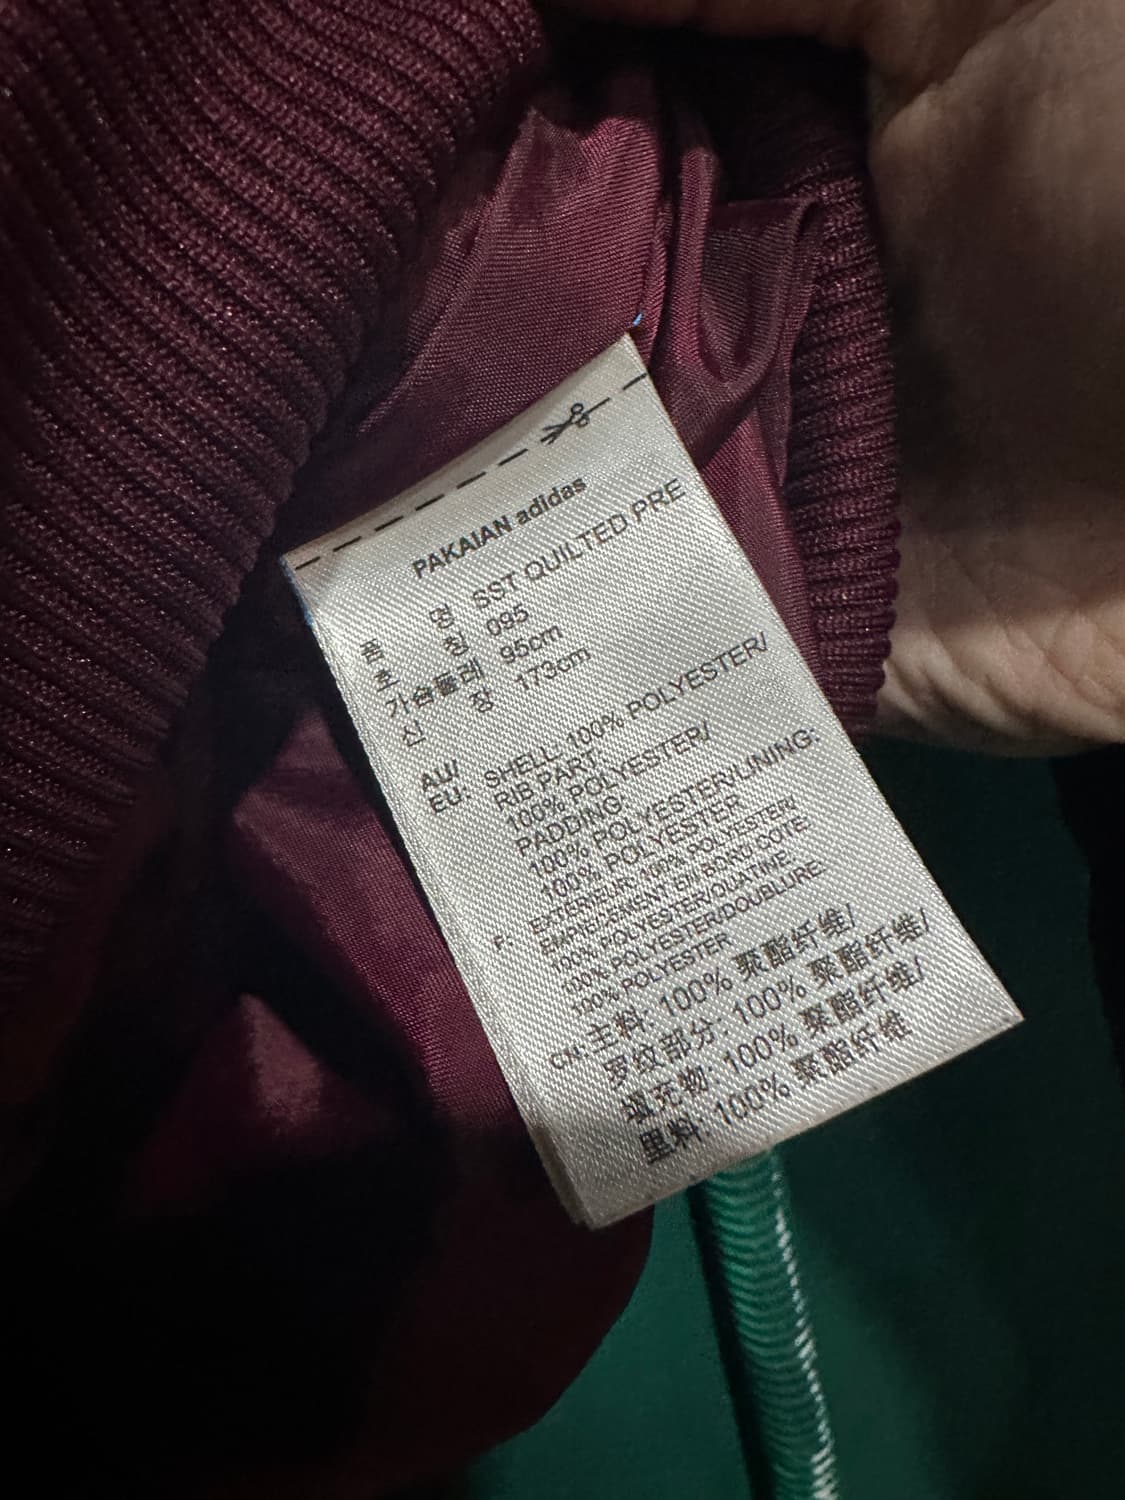 PAKAIAN adidas
품 명 SST QUILTED PRE
호 칭 095
가슴둘레 95cm
신 장 173cm
AU/ EU: SHELL: 100% POLYESTER/
RIB PART:
100% POLYESTER/
PADDING:
100% POLYESTER/LINING:
100% POLYESTER
F: EXTERIEUR: 100% POLYESTER/
EMPIECEMENT EN BORD COTE:
100% POLYESTER/OUATINE:
100% POLYESTER/DOUBLURE:
100% POLYESTER
CN: 主料: 100% 聚酯纤维/
罗纹部分: 100% 聚酯纤维/
填充物: 100% 聚酯纤维/
里料: 100% 聚酯纤维